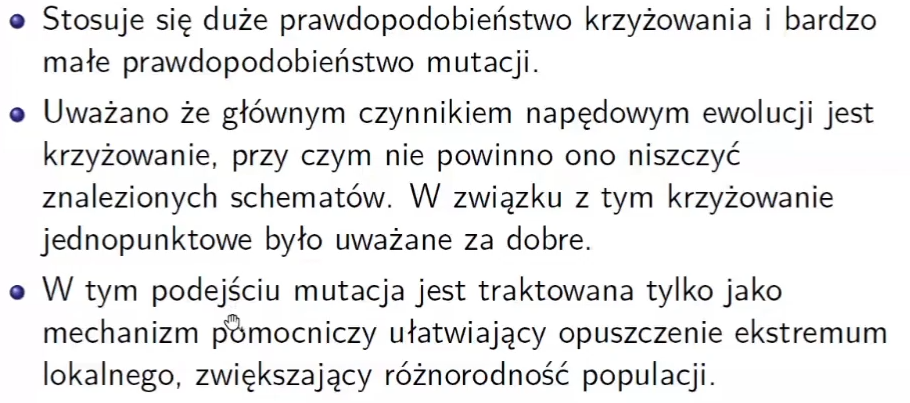 Stosuje się duże prawdopodobieństwo krzyżowania i bardzo
małe prawdopodobieństwo mutacji.
Uważano że głównym czynnikiem napędowym ewolucji jest
krzyżowanie, przy czym nie powinno ono niszczyć
znalezionych schematów. W związku z tym krzyżowanie
jednopunktowe było uważane za dobre.
W tym podejściu mutacja jest traktowana tylko jako
mechanizm pomocniczy ułatwiający opuszczenie ekstremum
lokalnego, zwiększający różnorodność populacji.